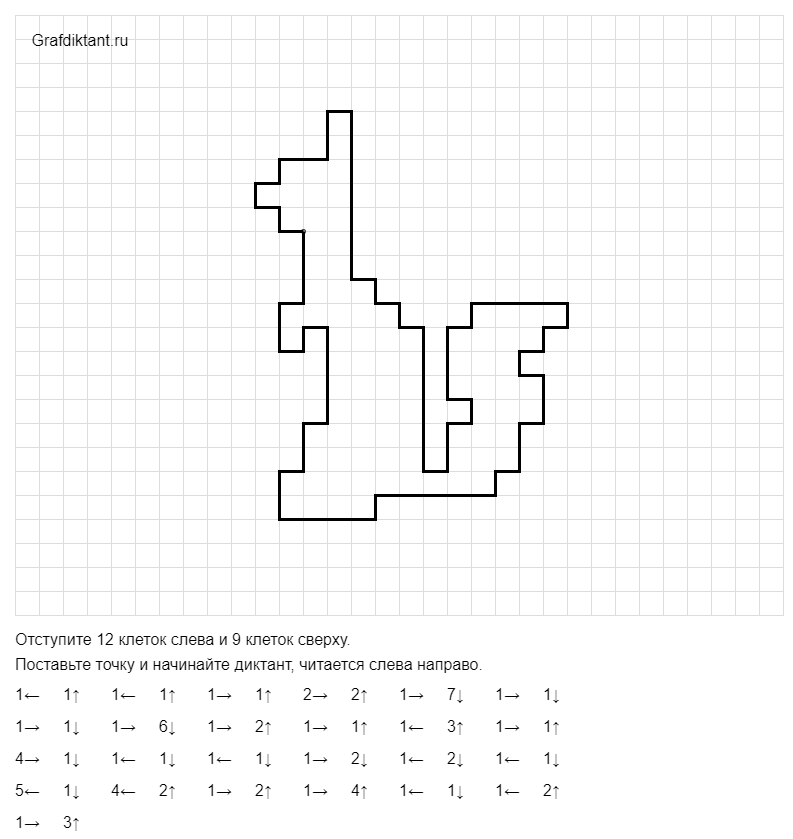 Grafdiktant.ru
Отступите 12 клеток слева и 9 клеток сверху.
Поставьте точку и начинайте диктант, читается слева направо.
1← 1↑ 1← 1↑ 1→ 1↑ 2→ 2↑ 1→ 7↓ 1→ 1↓
1→ 1↓ 1→ 6↓ 1→ 2↑ 1→ 1↑ 1← 3↑ 1→ 1↑
4→ 1↓ 1← 1↓ 1← 1↓ 1→ 2↓ 1← 2↓ 1← 1↓
5← 1↓ 4← 2↑ 1→ 2↑ 1→ 4↑ 1← 1↓ 1← 2↑
1→ 3↑